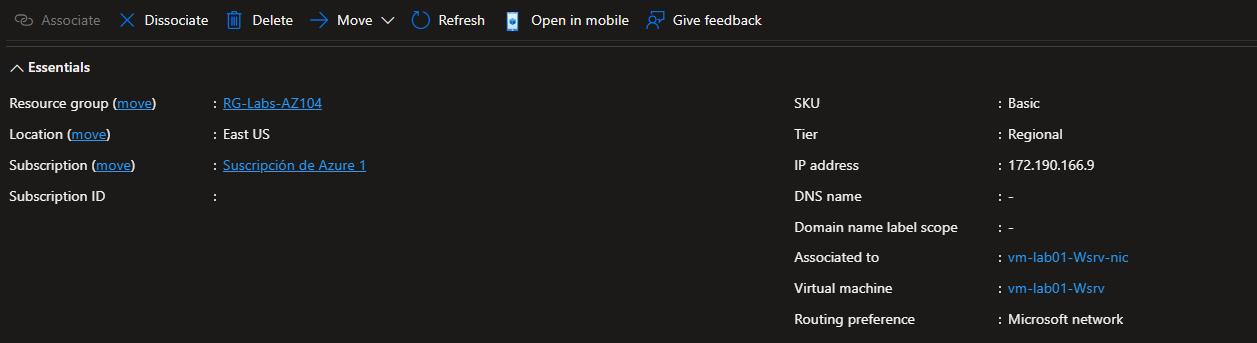 Associate Dissociate Delete Move Refresh Open in mobile Give feedback
Essentials
Resource group (move) : RG-Labs-AZ104
Location (move) : East US
Subscription (move) : Suscripción de Azure 1
Subscription ID :
SKU : Basic
Tier : Regional
IP address : 172.190.166.9
DNS name : -
Domain name label scope : -
Associated to : vm-lab01-Wsrv-nic
Virtual machine : vm-lab01-Wsrv
Routing preference : Microsoft network